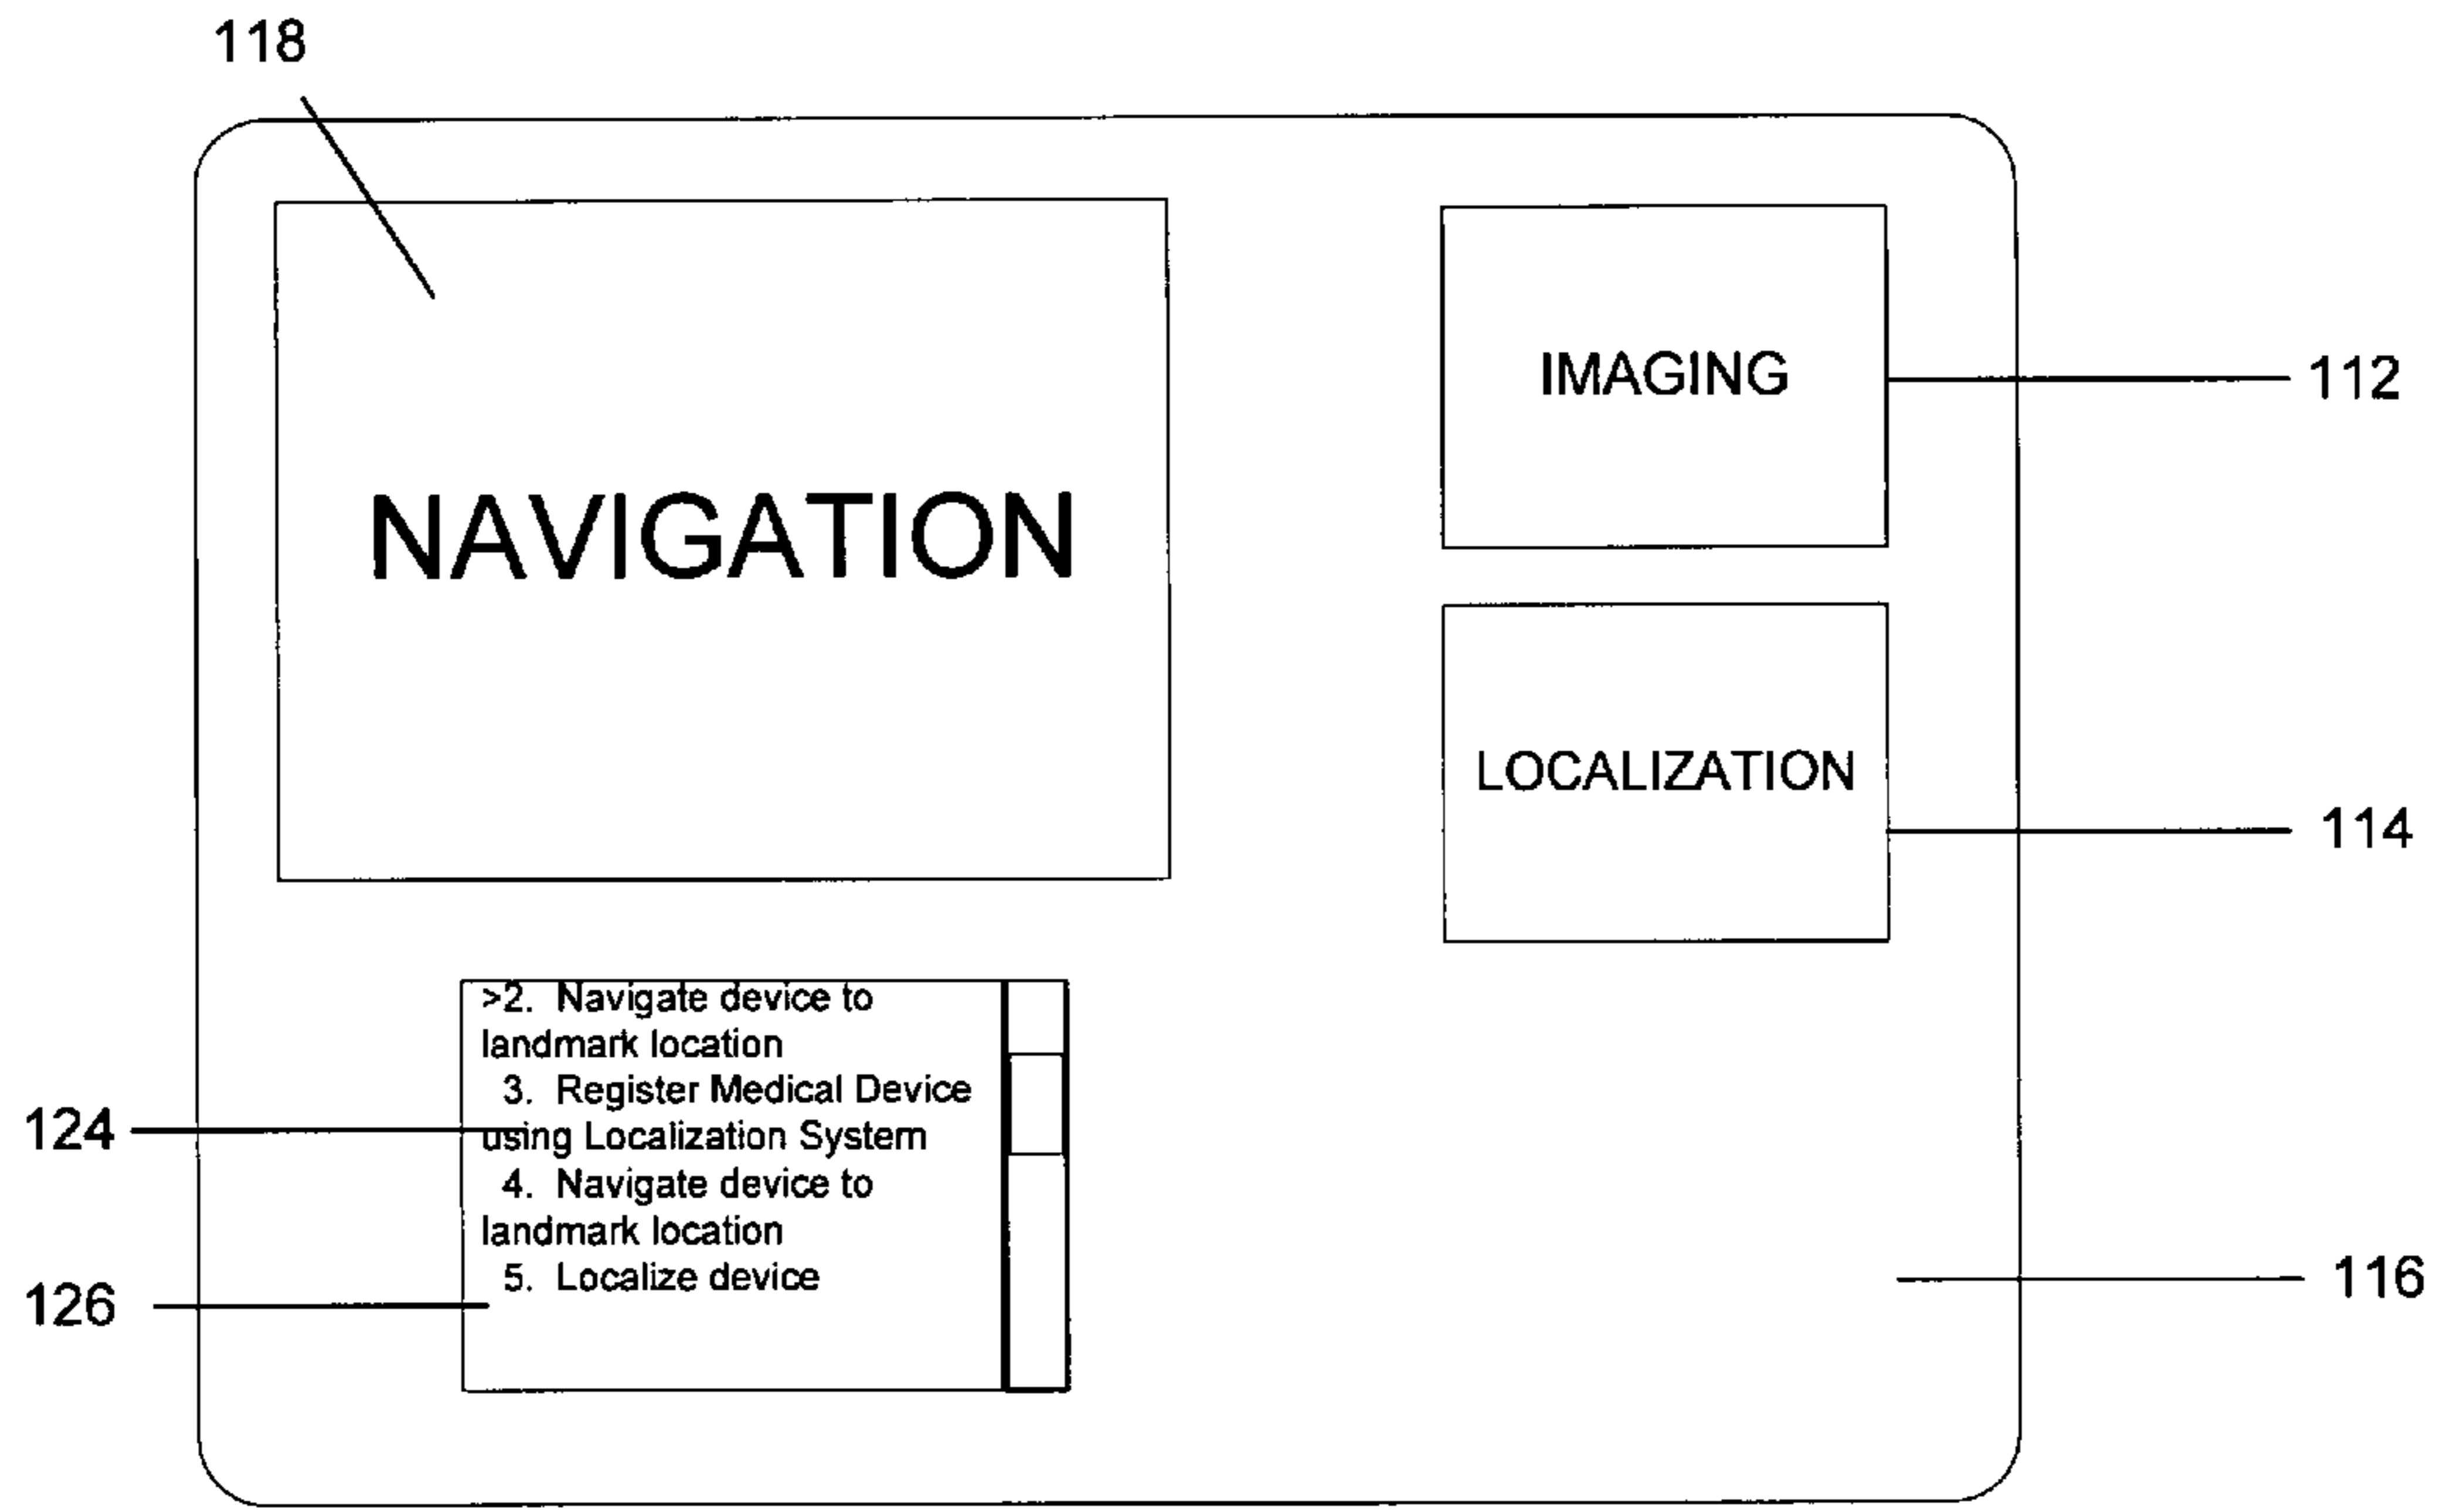 118
NAVIGATION
IMAGING
112
LOCALIZATION
114
>2. Navigate device to
landmark location
3. Register Medical Device
using Localization System
4. Navigate device to
landmark location
5. Localize device
124
126
116